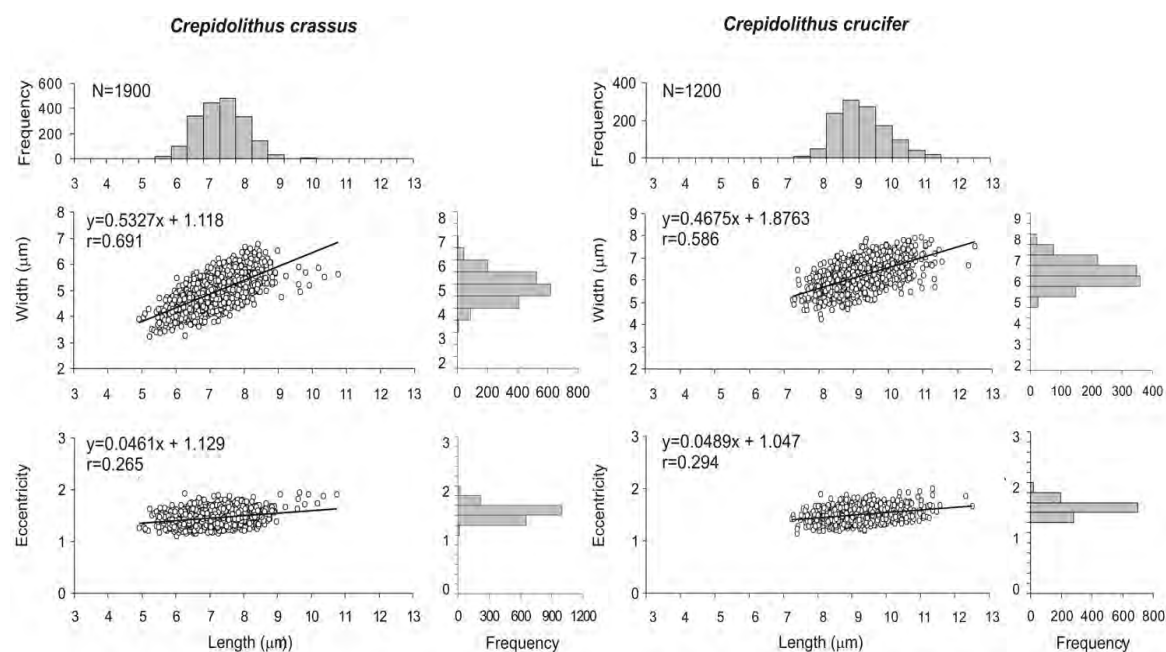 Crepidolithus crassus
Crepidolithus crucifer
Frequency
600
400
200
0
N=1900
3 4 5 6 7 8 9 10 11 12 13
Frequency
400
200
0
N=1200
3 4 5 6 7 8 9 10 11 12 13
Width (μm)
8
7
6
5
4
3
2
y=0.5327x + 1.118
r=0.691
3 4 5 6 7 8 9 10 11 12 13
8
7
6
5
4
3
2
0 200 400 600 800
Width (μm)
9
8
7
6
5
4
3
2
y=0.4675x + 1.8763
r=0.586
3 4 5 6 7 8 9 10 11 12 13
9
8
7
6
5
4
3
2
0 100 200 300 400
Eccentricity
3
2
1
0
y=0.0461x + 1.129
r=0.265
3 4 5 6 7 8 9 10 11 12 13
Length (μm)
3
2
1
0
0 300 600 900 1200
Frequency
Eccentricity
3
2
1
0
y=0.0489x + 1.047
r=0.294
3 4 5 6 7 8 9 10 11 12 13
Length (μm)
3
2
1
0
0 200 400 600 800
Frequency